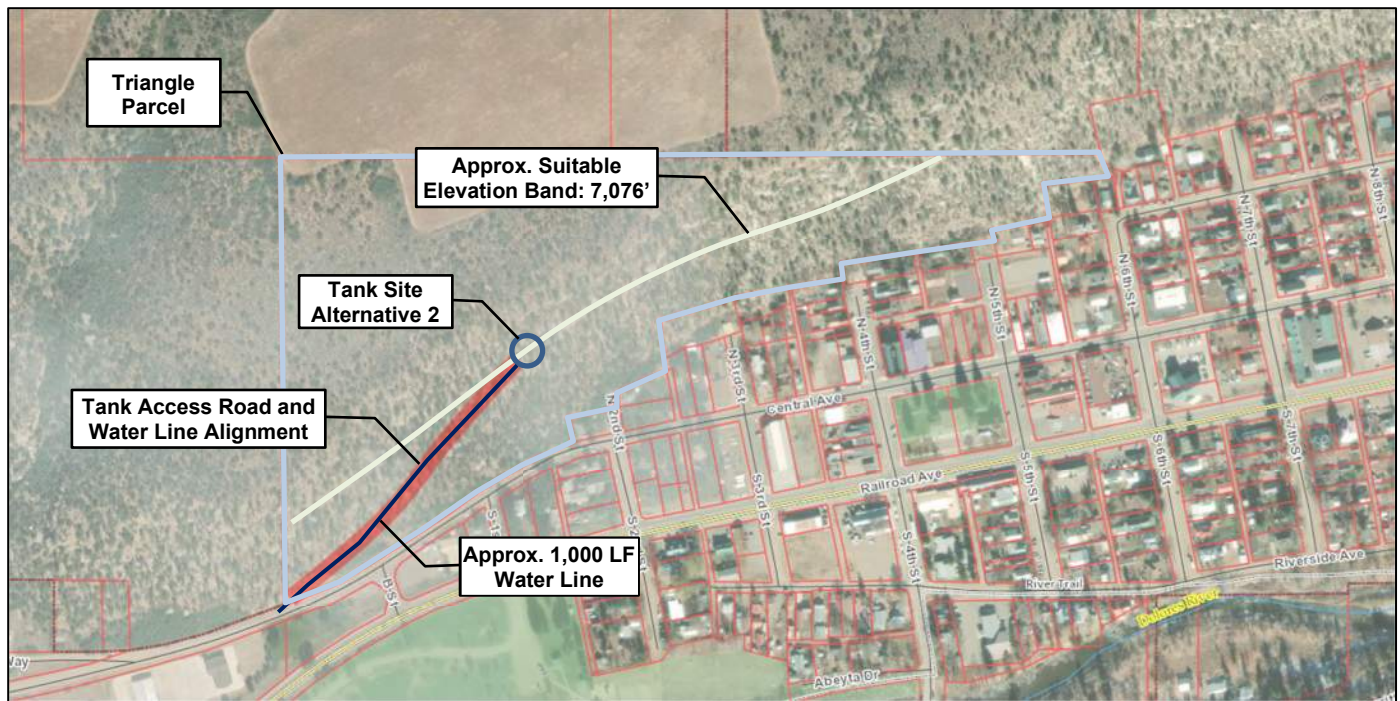 Triangle
Parcel
Approx. Suitable
Elevation Band: 7,076'
Tank Site
Alternative 2
Tank Access Road and
Water Line Alignment
Approx. 1,000 LF
Water Line
N 8th St
N 7th St
N 6th St
N 5th St
N 4th St
N 3rd St
N 2nd St
Central Ave
Railroad Ave
S 7th St
S 6th St
S 5th St
S 4th St
S 3rd St
B St
River Trail
Riverside Ave
Dolores River
Abeyta Dr
Way